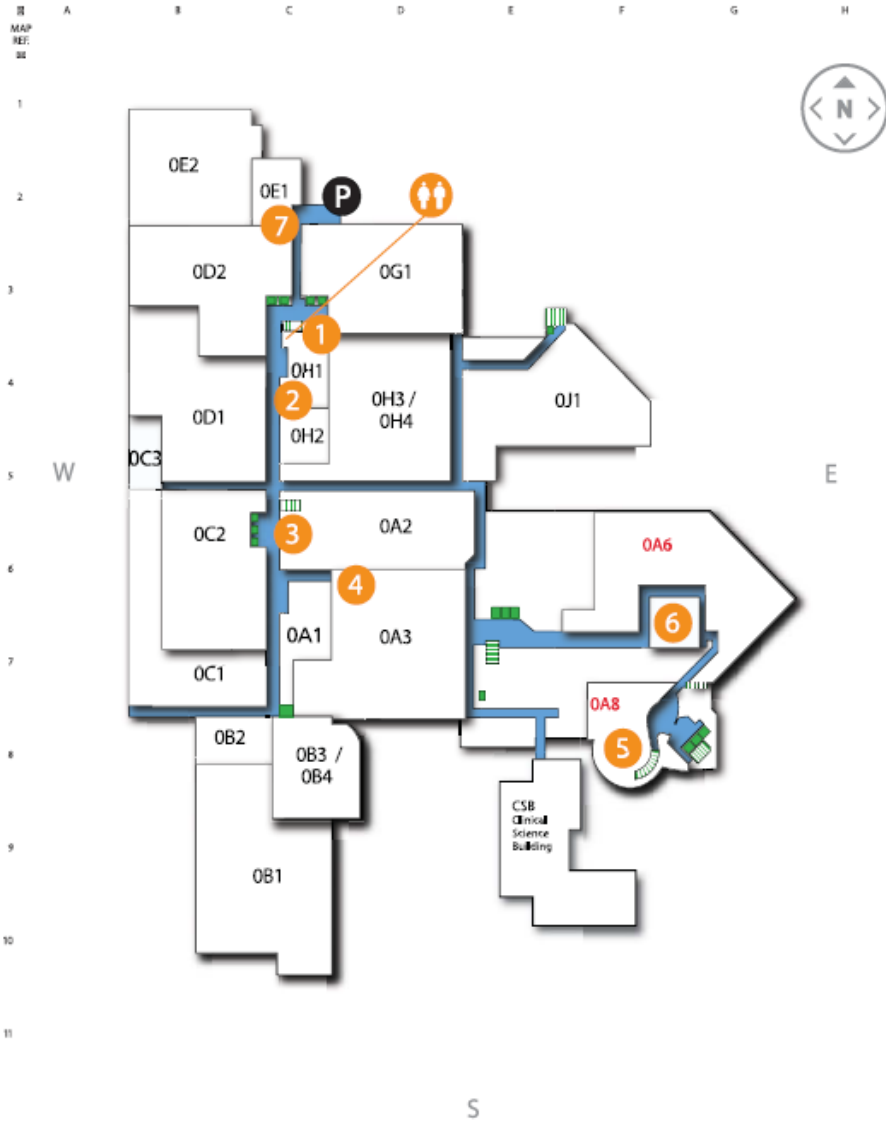 A B C D E F G H
MAP
REF.
1
N
0E2
0E1
2
P
7
0D2
0G1
3
1
0H1
4
2
0H3 /
0H4
0J1
0D1
0H2
0C3
W
5
E
3
0A2
0C2
0A6
6
4
6
0A1
0A3
7
0C1
0A8
0B2
5
8
0B3 /
0B4
CSB
Clinical
Science
Building
9
0B1
10
11
S